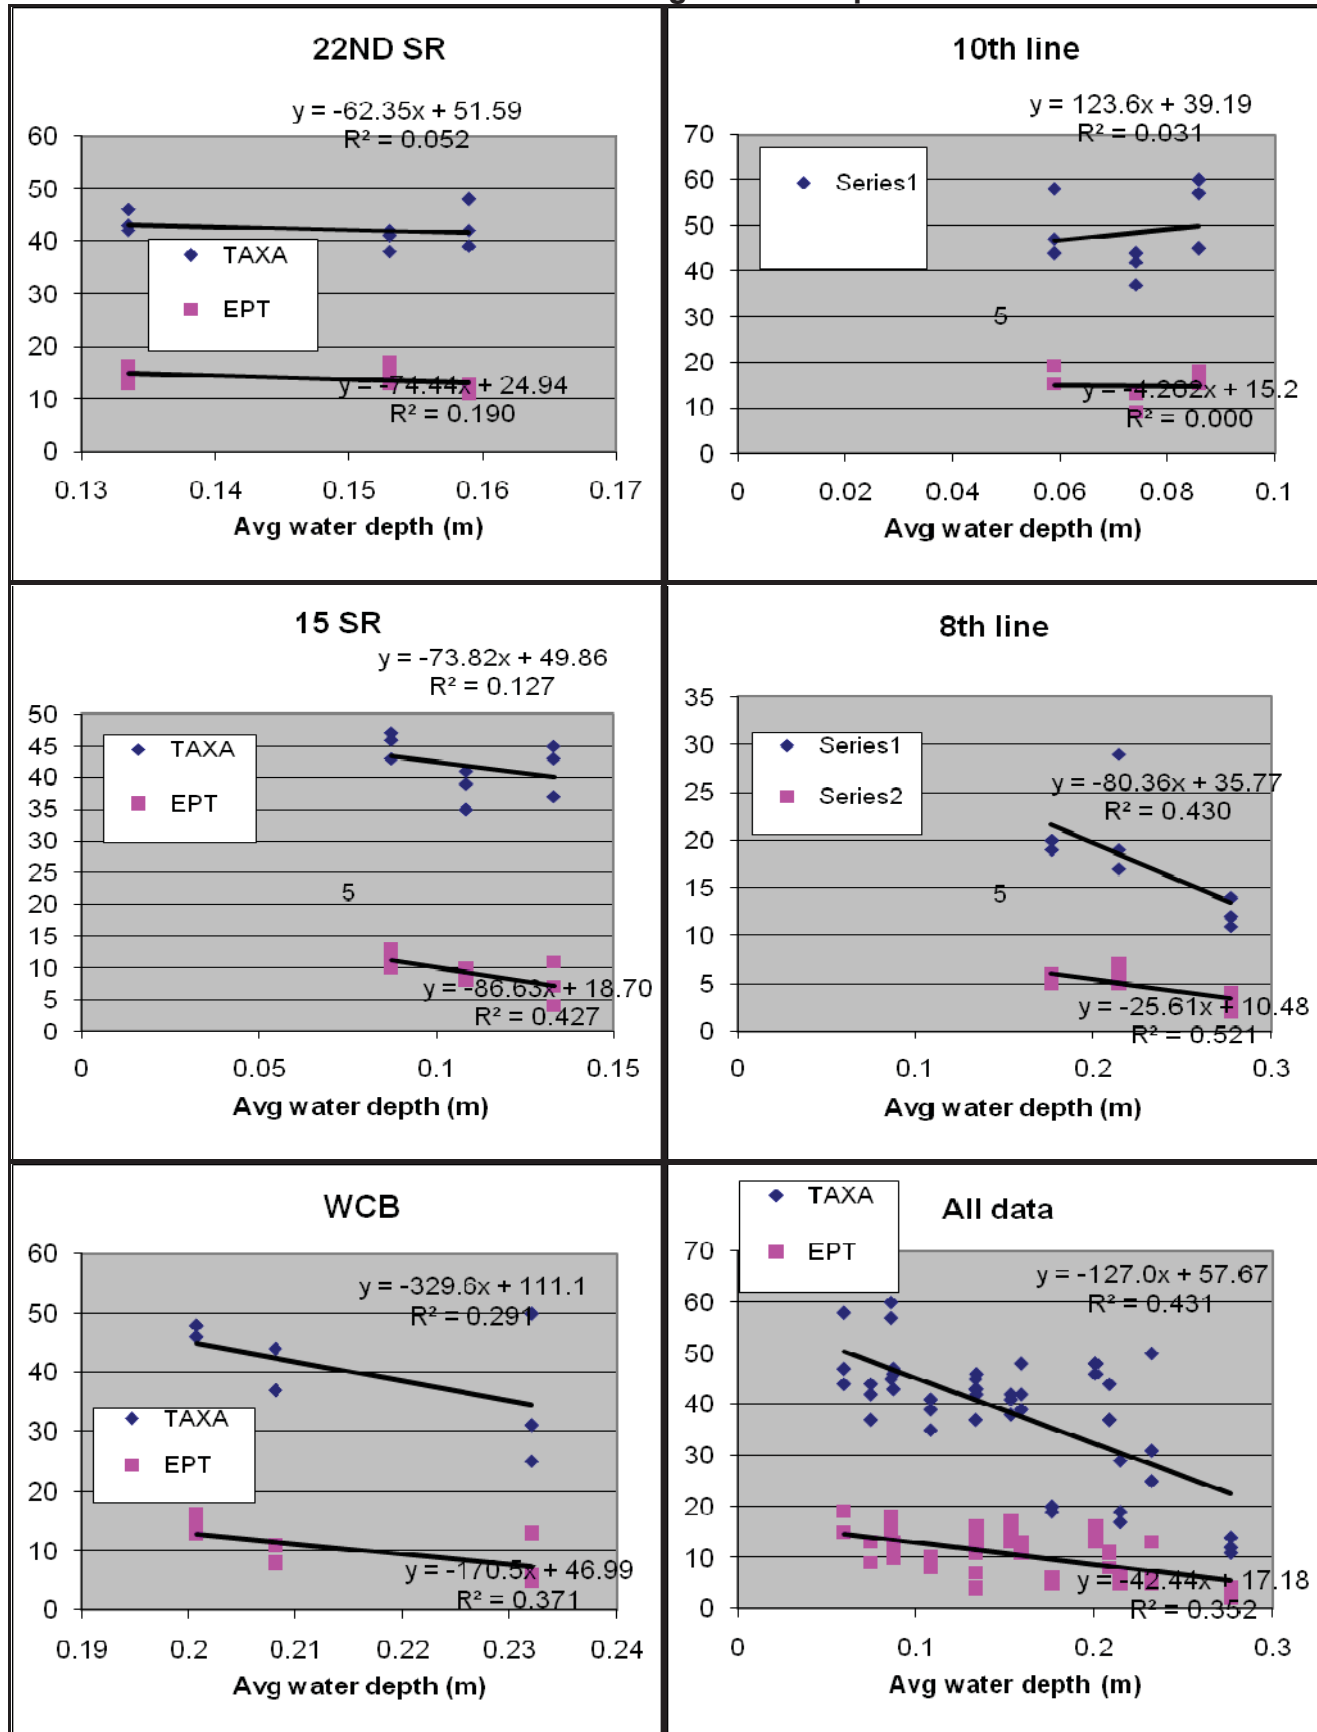 22ND SR
y = -62.35x + 51.59
R² = 0.052
60
50
40
30
20
10
0
TAXA
EPT
y = -74.44x + 24.94
R² = 0.190
0.13 0.14 0.15 0.16 0.17
Avg water depth (m)
10th line
y = 123.6x + 39.19
R² = 0.031
70
60
50
40
30
20
10
0
Series1
5
y = -4.262x + 15.2
R² = 0.000
0 0.02 0.04 0.06 0.08 0.1
Avg water depth (m)
15 SR
y = -73.82x + 49.86
R² = 0.127
50
45
40
35
30
25
20
15
10
5
0
TAXA
EPT
5
y = -86.63x + 18.70
R² = 0.427
0 0.05 0.1 0.15
Avg water depth (m)
8th line
35
30
25
20
15
10
5
0
Series1
Series2
y = -80.36x + 35.77
R² = 0.430
5
y = -25.61x + 10.48
R² = 0.521
0 0.1 0.2 0.3
Avg water depth (m)
WCB
60
50
40
30
20
10
0
y = -329.6x + 111.1
R² = 0.291
TAXA
EPT
y = -170.5x + 46.99
R² = 0.371
0.19 0.2 0.21 0.22 0.23 0.24
Avg water depth (m)
TAXA
EPT
All data
70
60
50
40
30
20
10
0
y = -127.0x + 57.67
R² = 0.431
y = -42.44x + 17.18
R² = 0.352
0 0.1 0.2 0.3
Avg water depth (m)